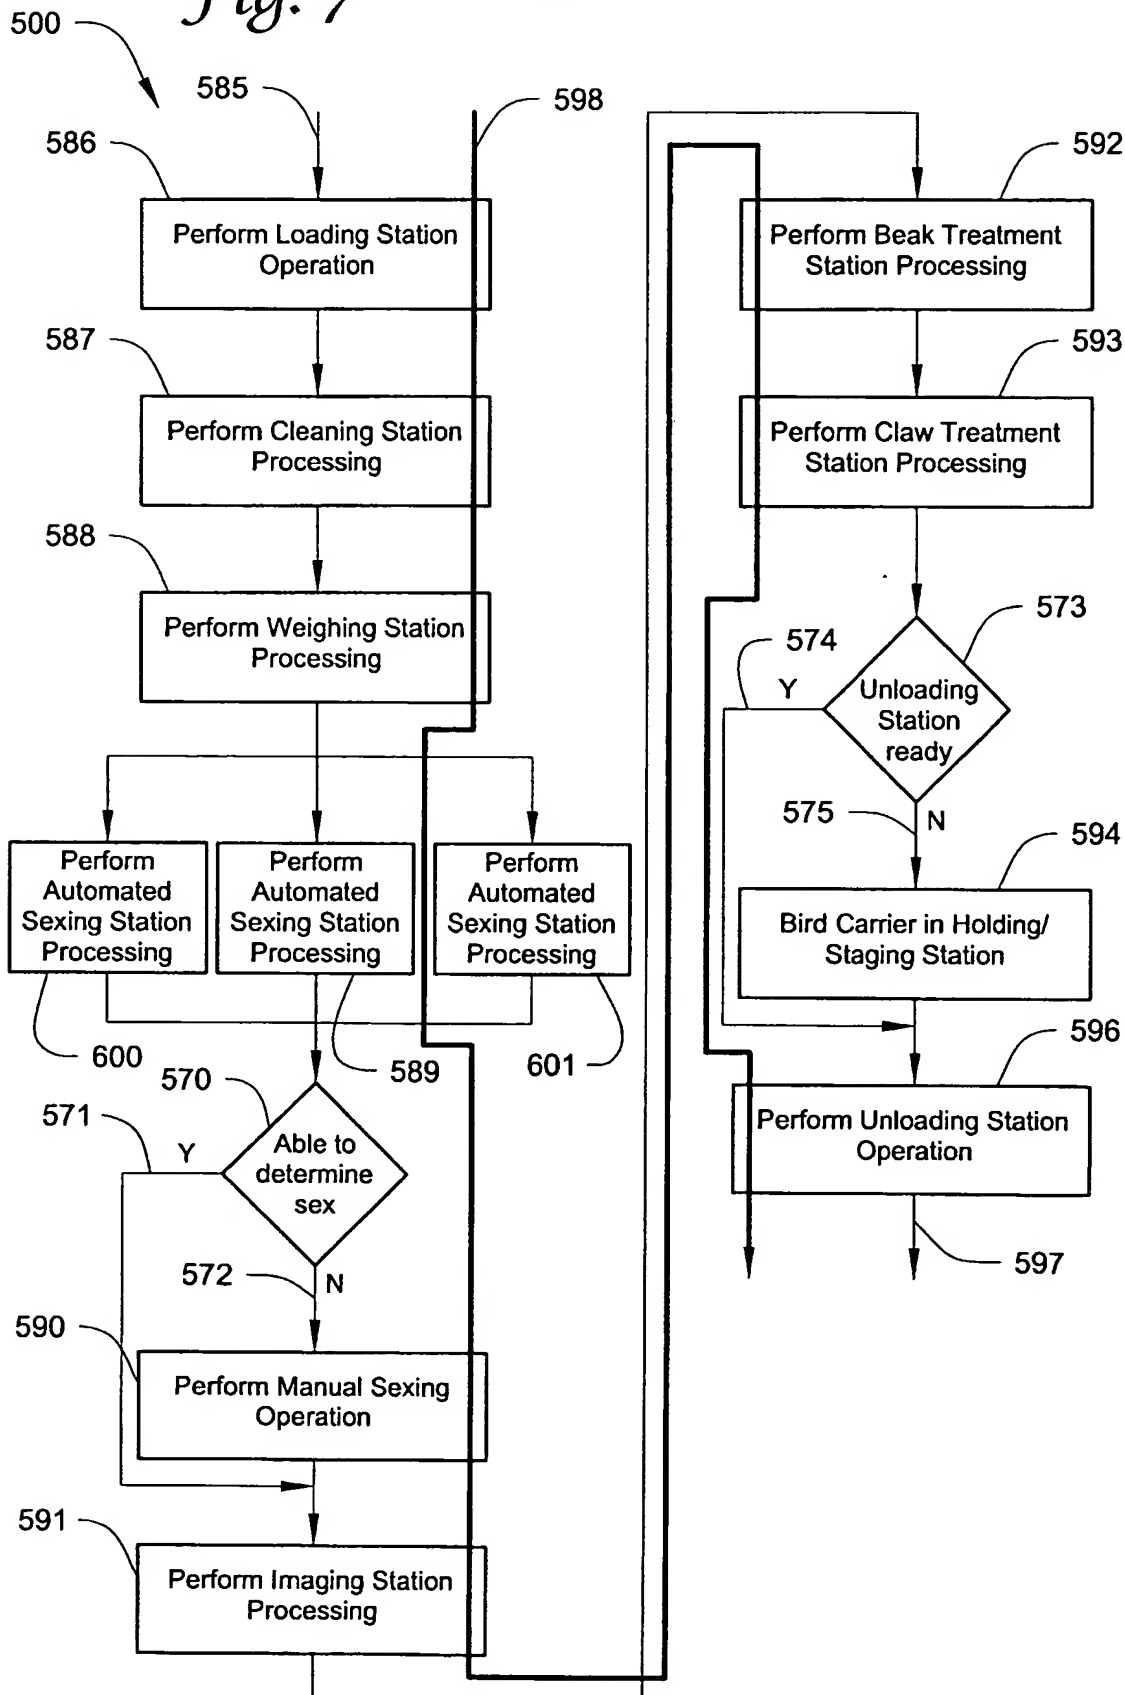 Fig. 7
500
585
598
586
Perform Loading Station
Operation
587
Perform Cleaning Station
Processing
588
Perform Weighing Station
Processing
Perform
Automated
Sexing Station
Processing
600
Perform
Automated
Sexing Station
Processing
589
Perform
Automated
Sexing Station
Processing
601
570
571
Y
Able to
determine
sex
572
N
590
Perform Manual Sexing
Operation
591
Perform Imaging Station
Processing
592
Perform Beak Treatment
Station Processing
593
Perform Claw Treatment
Station Processing
573
574
Y
Unloading
Station
ready
575
N
594
Bird Carrier in Holding/
Staging Station
596
Perform Unloading Station
Operation
597